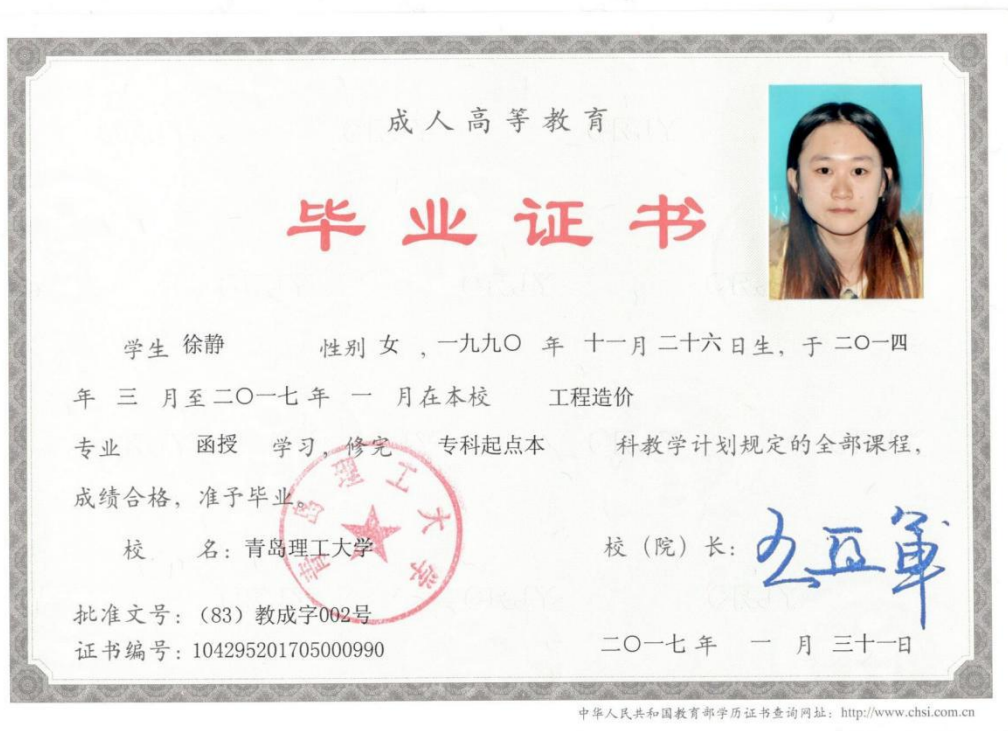 成人高等教育
毕业证书
学生 徐静 性别 女 ，一九九〇 年 十一月 二十六日生，于 二〇一四
年 三 月至二〇一七年 一 月在本校 工程造价
专业 函授 学习，修完 专科起点本 科教学计划规定的全部课程，
成绩合格，准予毕业。
校 名：青岛理工大学
校（院）长：
青岛理工大学
批准文号：（83）教成字002号
证书编号：104295201705000990
二〇一七年 一 月 三十一日
中华人民共和国教育部学历证书查询网址：http://www.chsi.com.cn